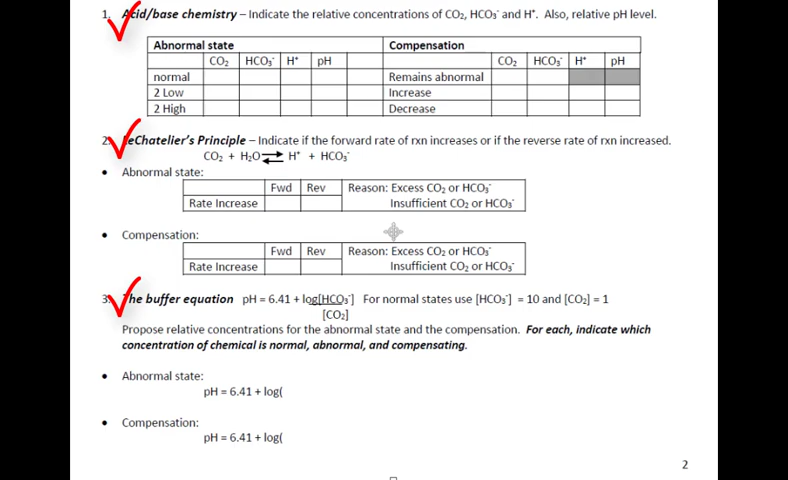 1. Acid/base chemistry – Indicate the relative concentrations of CO₂, HCO₃⁻ and H⁺. Also, relative pH level.
Abnormal state Compensation
CO₂ HCO₃⁻ H⁺ pH CO₂ HCO₃⁻ H⁺ pH
normal Remains abnormal
2 Low Increase
2 High Decrease
2. LeChatelier's Principle – Indicate if the forward rate of rxn increases or if the reverse rate of rxn increased.
CO₂ + H₂O ⇄ H⁺ + HCO₃⁻
• Abnormal state:
Fwd Rev Reason: Excess CO₂ or HCO₃⁻
Rate Increase Insufficient CO₂ or HCO₃⁻
• Compensation:
Fwd Rev Reason: Excess CO₂ or HCO₃⁻
Rate Increase Insufficient CO₂ or HCO₃⁻
3. The buffer equation pH = 6.41 + log[HCO₃⁻] For normal states use [HCO₃⁻] = 10 and [CO₂] = 1
[CO₂]
Propose relative concentrations for the abnormal state and the compensation. For each, indicate which
concentration of chemical is normal, abnormal, and compensating.
• Abnormal state:
pH = 6.41 + log(
• Compensation:
pH = 6.41 + log(
2